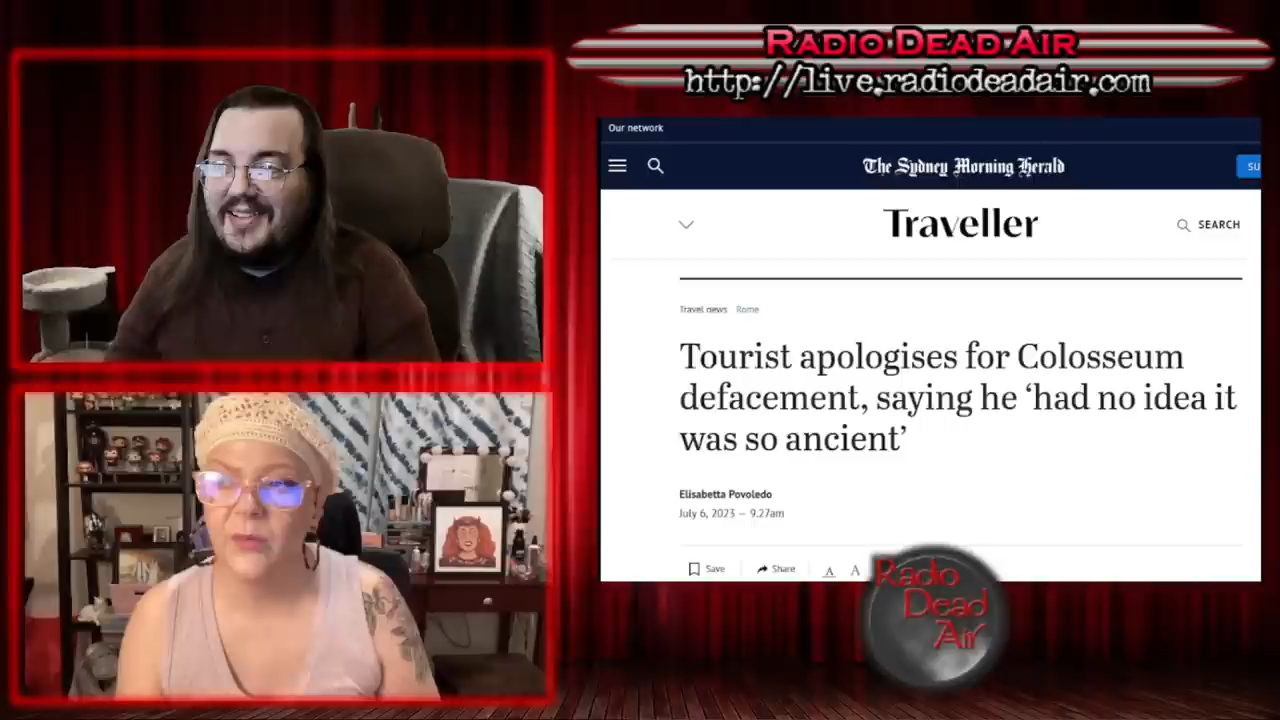 Radio Dead Air
http://live.radiodeadair.com
Our network
The Sydney Morning Herald
SU
Traveller
SEARCH
Travel news Rome
Tourist apologises for Colosseum
defacement, saying he ‘had no idea it
was so ancient’
Elisabetta Povoledo
July 6, 2023 — 9.27am
Save
Share
A
A
Radio
Dead
Air